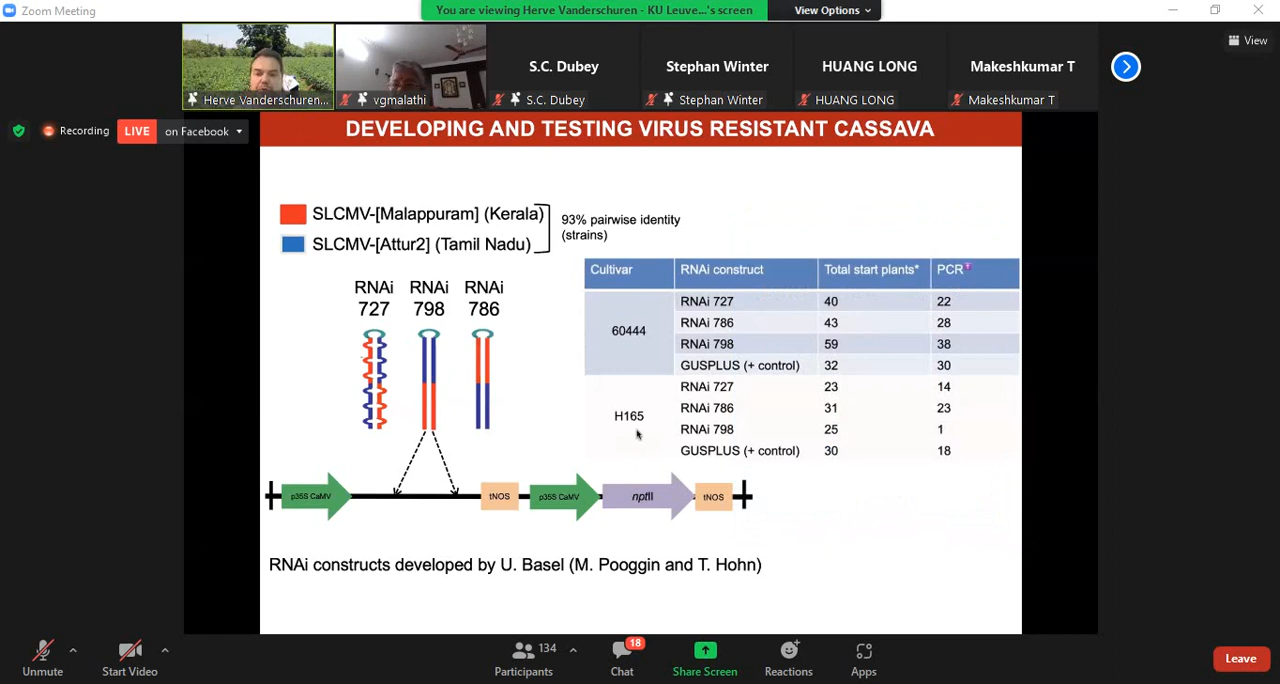 Zoom Meeting
You are viewing Herve Vanderschuren - KU Leuve...'s screen
View Options
View
S.C. Dubey
Stephan Winter
HUANG LONG
Makeshkumar T
Herve Vanderschuren...
vgmalathi
S.C. Dubey
Stephan Winter
HUANG LONG
Makeshkumar T
Recording
LIVE on Facebook
DEVELOPING AND TESTING VIRUS RESISTANT CASSAVA
SLCMV-[Malappuram] (Kerala)
SLCMV-[Attur2] (Tamil Nadu)
93% pairwise identity
(strains)
RNAi RNAi RNAi
727 798 786
Cultivar RNAi construct Total start plants* PCR
60444
RNAi 727 40 22
RNAi 786 43 28
RNAi 798 59 38
GUSPLUS (+ control) 32 30
H165
RNAi 727 23 14
RNAi 786 31 23
RNAi 798 25 1
GUSPLUS (+ control) 30 18
p35S CaMV tNOS p35S CaMV nptII tNOS
RNAi constructs developed by U. Basel (M. Pooggin and T. Hohn)
Unmute
Start Video
134
Participants
18
Chat
Share Screen
Reactions
Apps
Leave